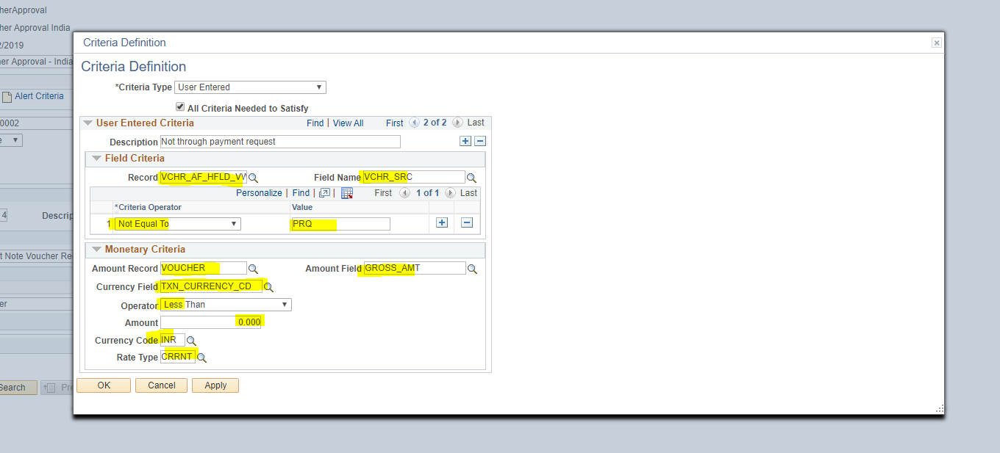 herApproval
her Approval India
/2019
er Approval - India
Alert Criteria
0002
e
4
Descrip
t Note Voucher Re
er
Search
Pre
Criteria Definition
Criteria Definition
*Criteria Type User Entered
All Criteria Needed to Satisfy
User Entered Criteria Find | View All First 2 of 2 Last
Description Not through payment request
Field Criteria
Record VCHR_AF_HFLD_VV Field Name VCHR_SRC
Personalize | Find | | First 1 of 1 Last
*Criteria Operator Value
1 Not Equal To PRQ
Monetary Criteria
Amount Record VOUCHER Amount Field GROSS_AMT
Currency Field TXN_CURRENCY_CD
Operator Less Than
Amount 0.000
Currency Code INR
Rate Type CRRNT
OK Cancel Apply